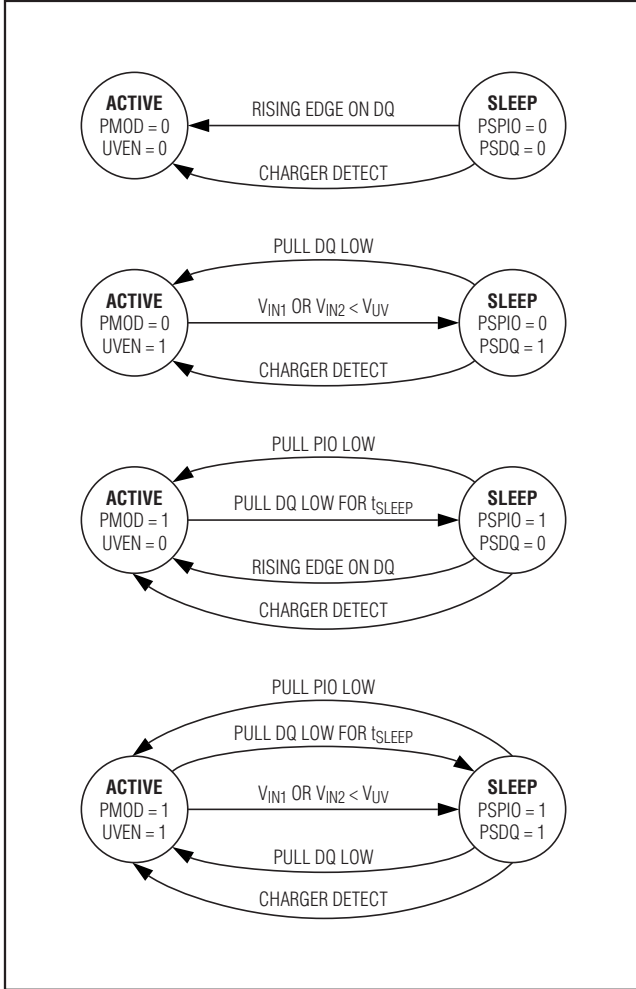 ACTIVE
PMOD = 0
UVEN = 0
RISING EDGE ON DQ
CHARGER DETECT
SLEEP
PSPIO = 0
PSDQ = 0
PULL DQ LOW
ACTIVE
PMOD = 0
UVEN = 1
VIN1 OR VIN2 < VUV
CHARGER DETECT
SLEEP
PSPIO = 0
PSDQ = 1
PULL PIO LOW
ACTIVE
PMOD = 1
UVEN = 0
PULL DQ LOW FOR tSLEEP
RISING EDGE ON DQ
CHARGER DETECT
SLEEP
PSPIO = 1
PSDQ = 0
PULL PIO LOW
PULL DQ LOW FOR tSLEEP
ACTIVE
PMOD = 1
UVEN = 1
VIN1 OR VIN2 < VUV
PULL DQ LOW
CHARGER DETECT
SLEEP
PSPIO = 1
PSDQ = 1